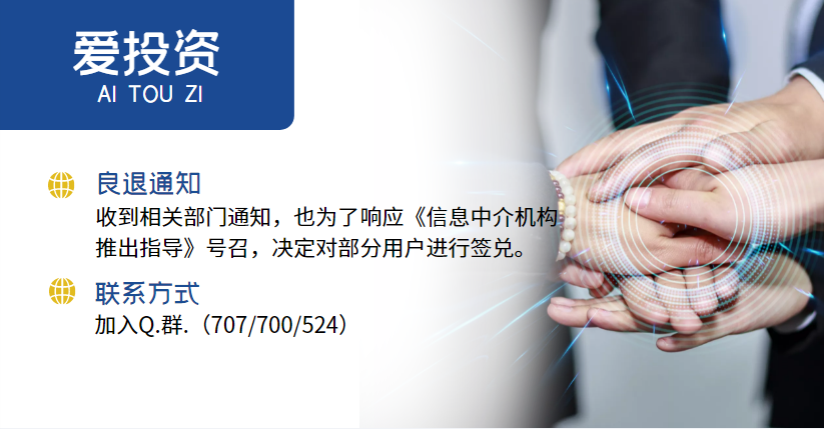 爱投资
AI TOU ZI
良退通知
收到相关部门通知，也为了响应《信息中介机构
推出指导》号召，决定对部分用户进行签兑。
联系方式
加入Q.群.（707/700/524）